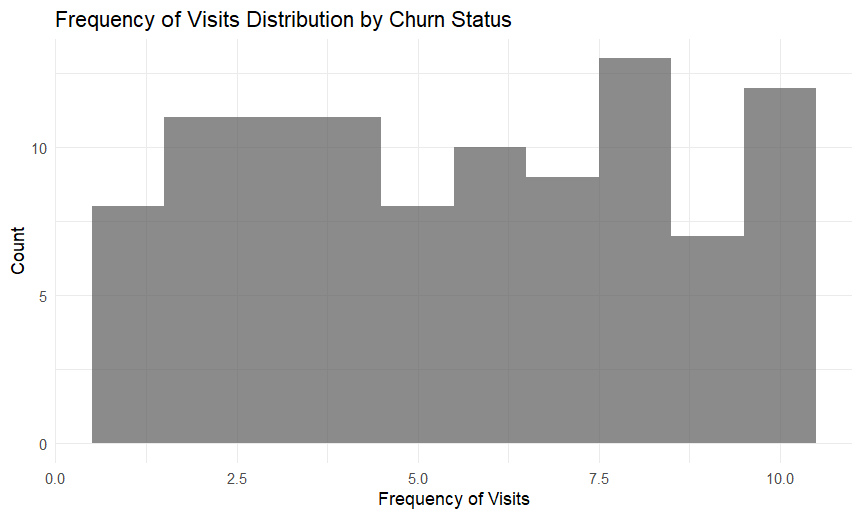 Frequency of Visits Distribution by Churn Status
Count
10
5
0
0.0 2.5 5.0 7.5 10.0
Frequency of Visits